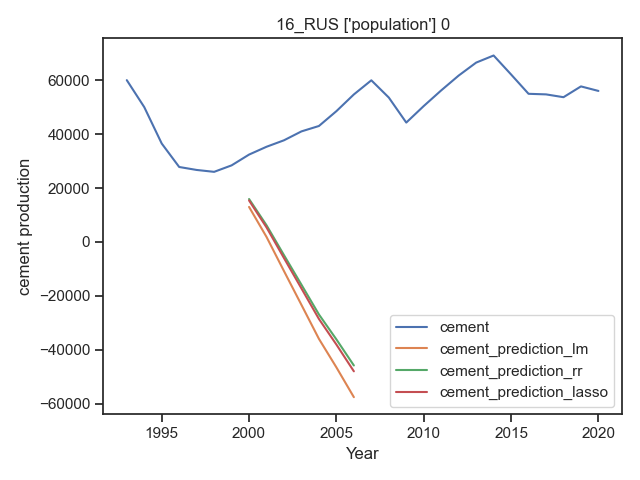 16_RUS ['population'] 0
cement production
60000
40000
20000
0
−20000
−40000
−60000
cement
cement_prediction_lm
cement_prediction_rr
cement_prediction_lasso
1995
2000
2005
2010
2015
2020
Year